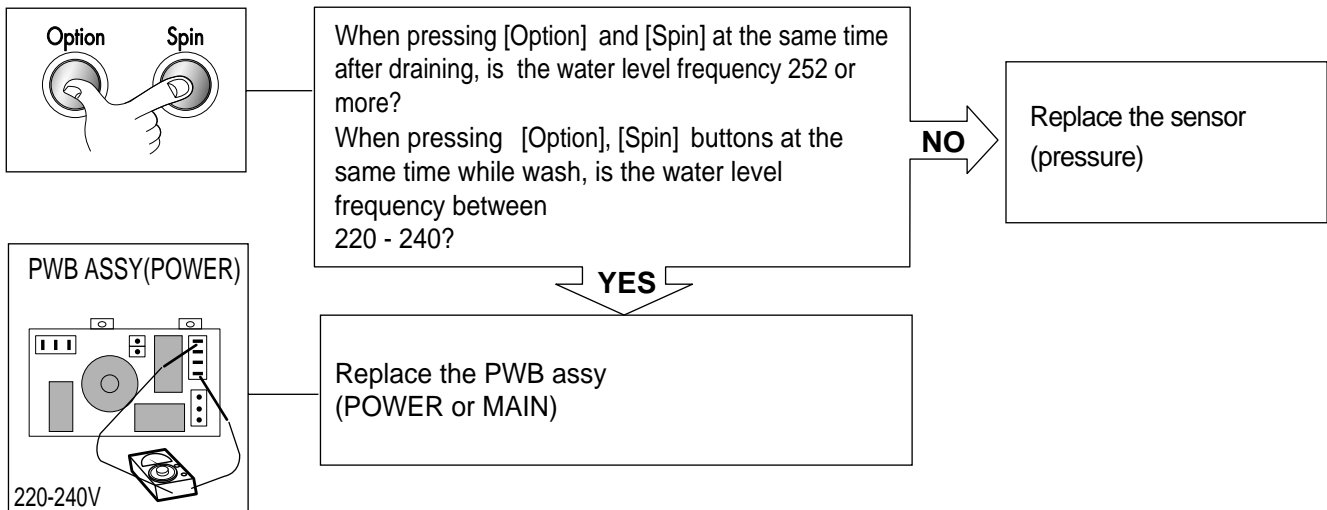 Option Spin
When pressing [Option] and [Spin] at the same time
after draining, is the water level frequency 252 or
more?
When pressing [Option], [Spin] buttons at the
same time while wash, is the water level
frequency between
220 - 240?
NO
Replace the sensor
(pressure)
YES
PWB ASSY(POWER)
220-240V
Replace the PWB assy
(POWER or MAIN)